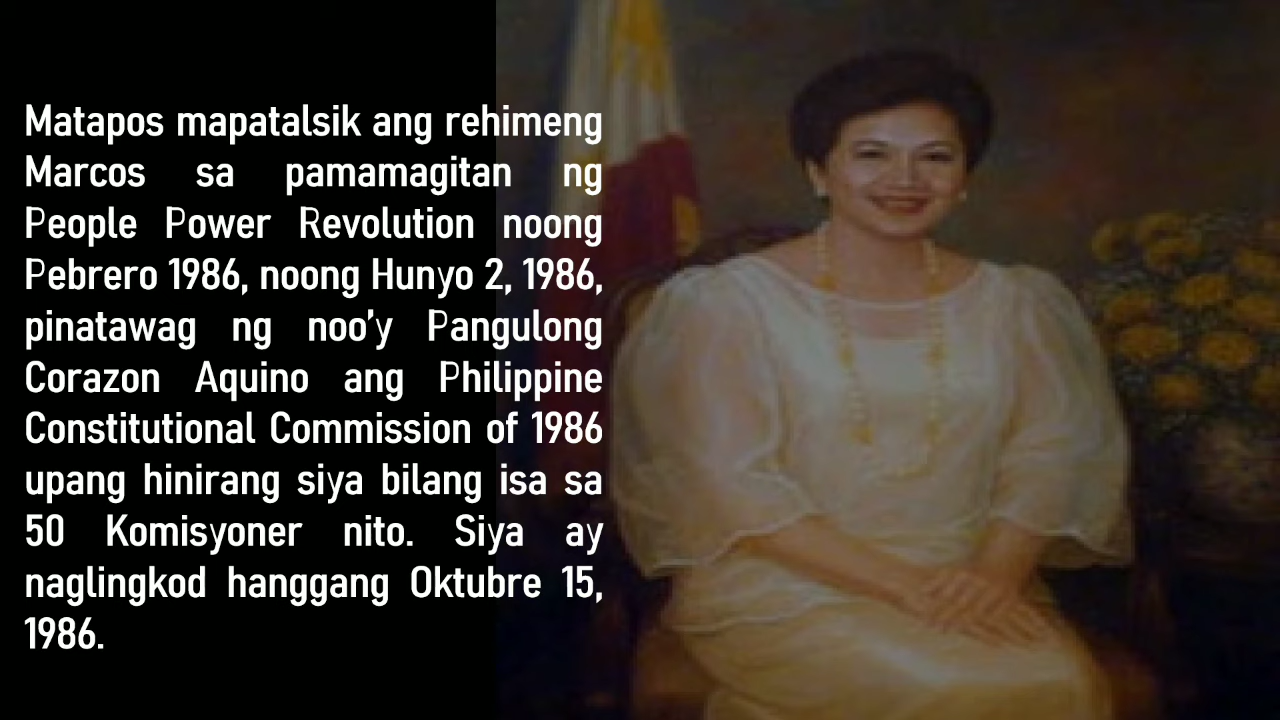 Matapos mapatalsik ang rehimeng
Marcos sa pamamagitan ng
People Power Revolution noong
Pebrero 1986, noong Hunyo 2, 1986,
pinatawag ng noo’y Pangulong
Corazon Aquino ang Philippine
Constitutional Commission of 1986
upang hinirang siya bilang isa sa
50 Komisyoner nito. Siya ay
naglingkod hanggang Oktubre 15,
1986.